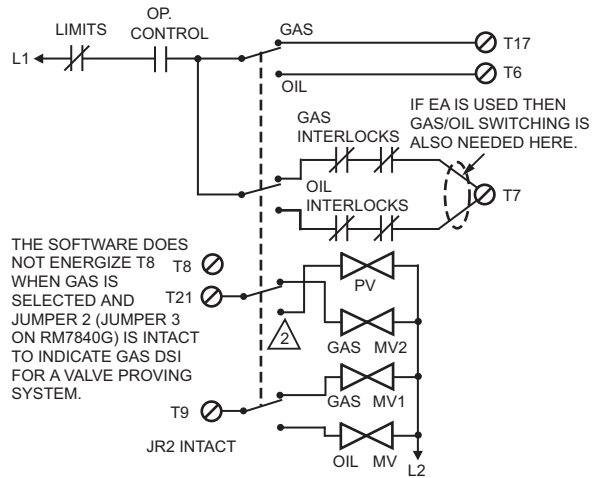 OP.
LIMITS
CONTROL
GAS
T17
L1
T6
OIL
IF EA IS USED THEN
GAS/OIL SWITCHING IS
ALSO NEEDED HERE.
GAS
INTERLOCKS
OIL
INTERLOCKS
T7
THE SOFTWARE DOES
NOT ENERGIZE T8
WHEN GAS IS
SELECTED AND
JUMPER 2 (JUMPER 3
ON RM7840G) IS INTACT
TO INDICATE GAS DSI
FOR A VALVE PROVING
SYSTEM.
T8
T21
PV
2
GAS MV2
GAS MV1
T9
JR2 INTACT
OIL MV
L2